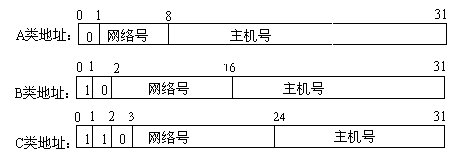 0 1 8 31
A类地址: 0 网络号 主机号
0 1 2 16 31
B类地址: 1 0 网络号 主机号
0 1 2 3 24 31
C类地址: 1 1 0 网络号 主机号